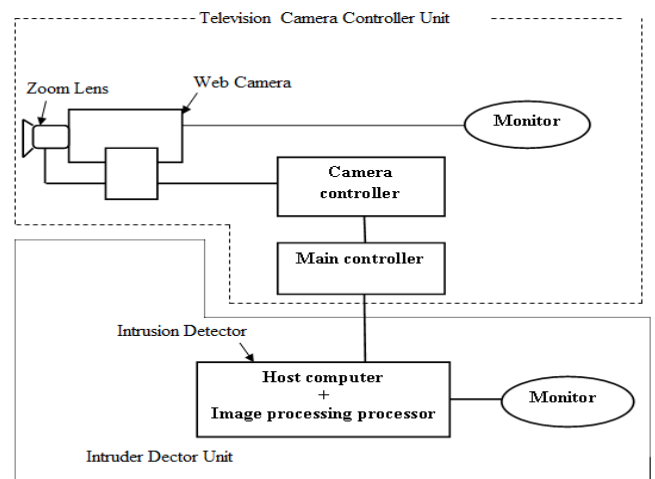 Television Camera Controller Unit
Zoom Lens
Web Camera
Monitor
Camera
controller
Main controller
Intrusion Detector
Host computer
+
Image processing processor
Monitor
Intruder Dector Unit